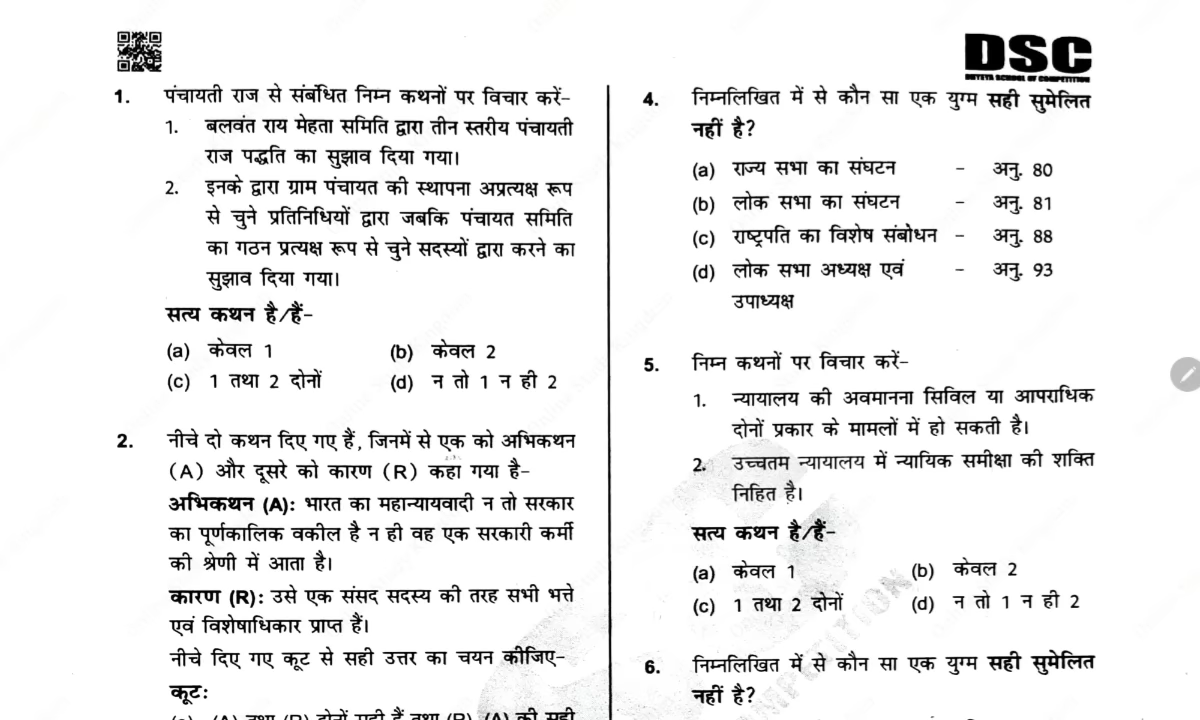 DSC
1. पंचायती राज से संबंधित निम्न कथनों पर विचार करें–
1. बलवंत राय मेहता समिति द्वारा तीन स्तरीय पंचायती
राज पद्धति का सुझाव दिया गया।
2. इनके द्वारा ग्राम पंचायत की स्थापना अप्रत्यक्ष रूप
से चुने प्रतिनिधियों द्वारा जबकि पंचायत समिति
का गठन प्रत्यक्ष रूप से चुने सदस्यों द्वारा करने का
सुझाव दिया गया।
सत्य कथन है/हैं–
(a) केवल 1 (b) केवल 2
(c) 1 तथा 2 दोनों (d) न तो 1 न ही 2
2. नीचे दो कथन दिए गए हैं, जिनमें से एक को अभिकथन
(A) और दूसरे को कारण (R) कहा गया है–
अभिकथन (A): भारत का महान्यायवादी न तो सरकार
का पूर्णकालिक वकील है न ही वह एक सरकारी कर्मी
की श्रेणी में आता है।
कारण (R): उसे एक संसद सदस्य की तरह सभी भत्ते
एवं विशेषाधिकार प्राप्त हैं।
नीचे दिए गए कूट से सही उत्तर का चयन कीजिए–
कूट:
4. निम्नलिखित में से कौन सा एक युग्म सही सुमेलित
नहीं है?
(a) राज्य सभा का संघटन – अनु. 80
(b) लोक सभा का संघटन – अनु. 81
(c) राष्ट्रपति का विशेष संबोधन – अनु. 88
(d) लोक सभा अध्यक्ष एवं – अनु. 93
उपाध्यक्ष
5. निम्न कथनों पर विचार करें–
1. न्यायालय की अवमानना सिविल या आपराधिक
दोनों प्रकार के मामलों में हो सकती है।
2. उच्चतम न्यायालय में न्यायिक समीक्षा की शक्ति
निहित है।
सत्य कथन है/हैं–
(a) केवल 1 (b) केवल 2
(c) 1 तथा 2 दोनों (d) न तो 1 न ही 2
6. निम्नलिखित में से कौन सा एक युग्म सही सुमेलित
नहीं है?